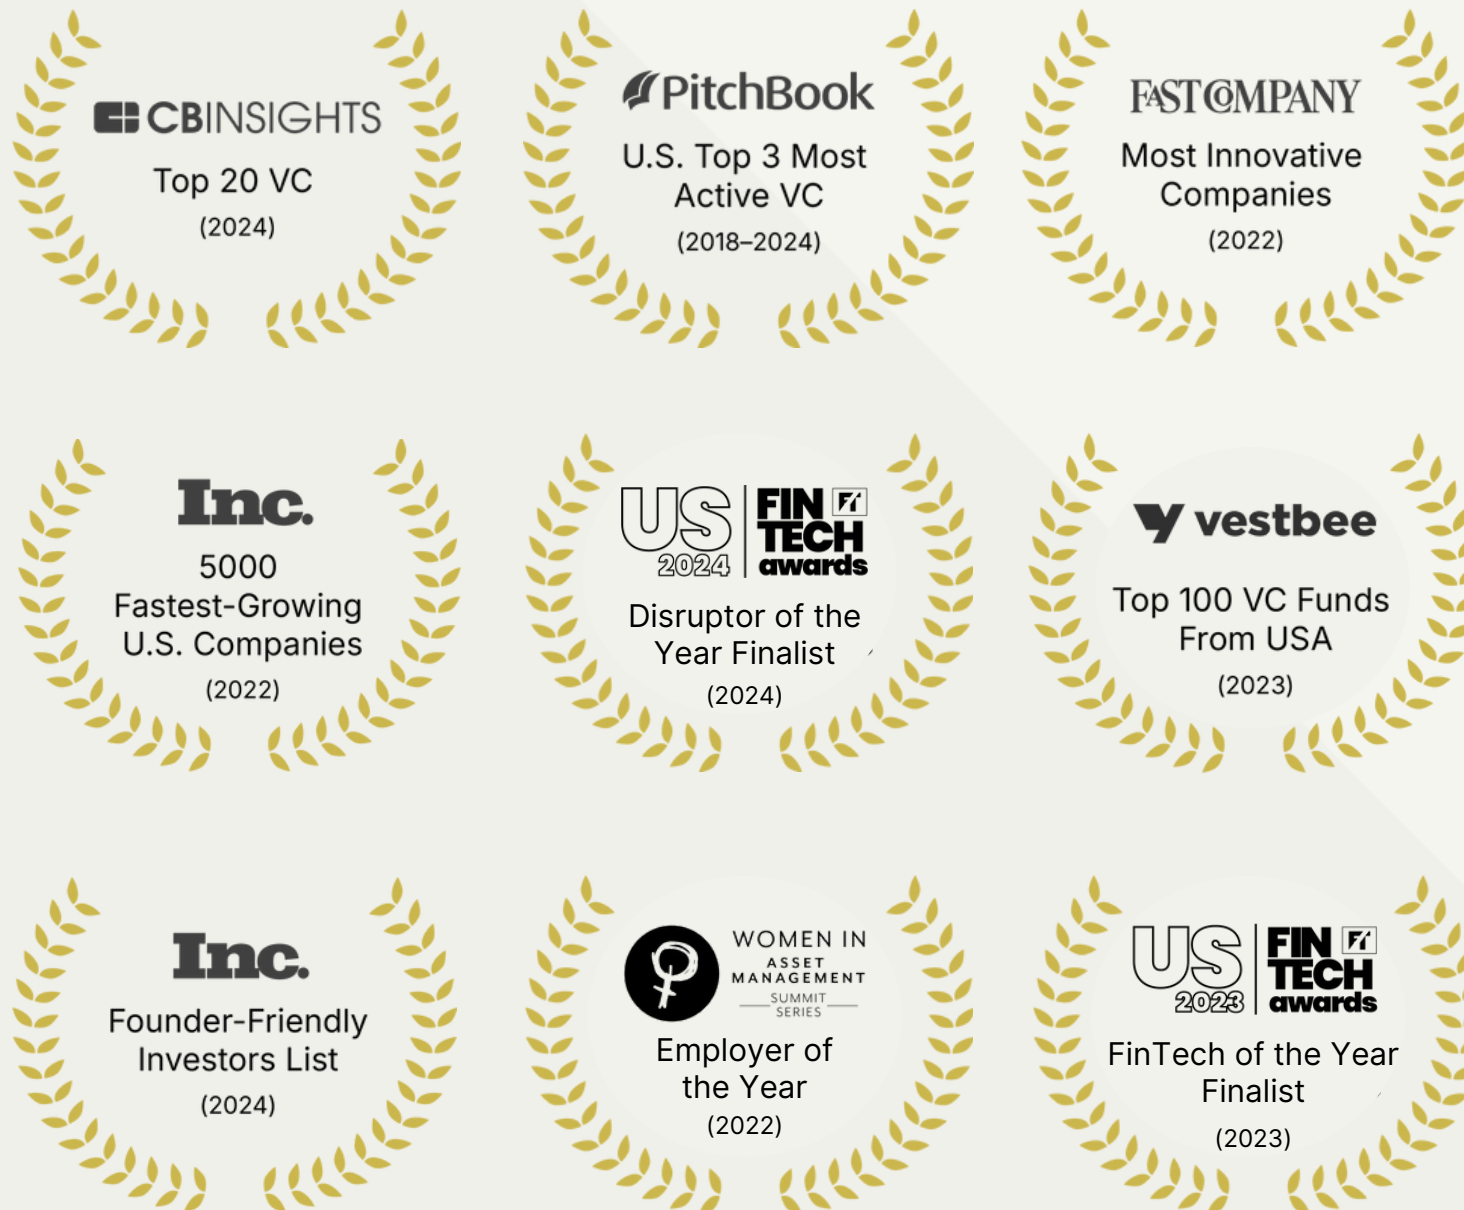 CBINSIGHTS
Top 20 VC
(2024)
PitchBook
U.S. Top 3 Most
Active VC
(2018–2024)
FAST COMPANY
Most Innovative
Companies
(2022)
Inc.
5000
Fastest-Growing
U.S. Companies
(2022)
US
2024
FIN
TECH
awards
Disruptor of the
Year Finalist
(2024)
vestbee
Top 100 VC Funds
From USA
(2023)
Inc.
Founder-Friendly
Investors List
(2024)
WOMEN IN
ASSET
MANAGEMENT
SUMMIT
SERIES
Employer of
the Year
(2022)
US
2023
FIN
TECH
awards
FinTech of the Year
Finalist
(2023)